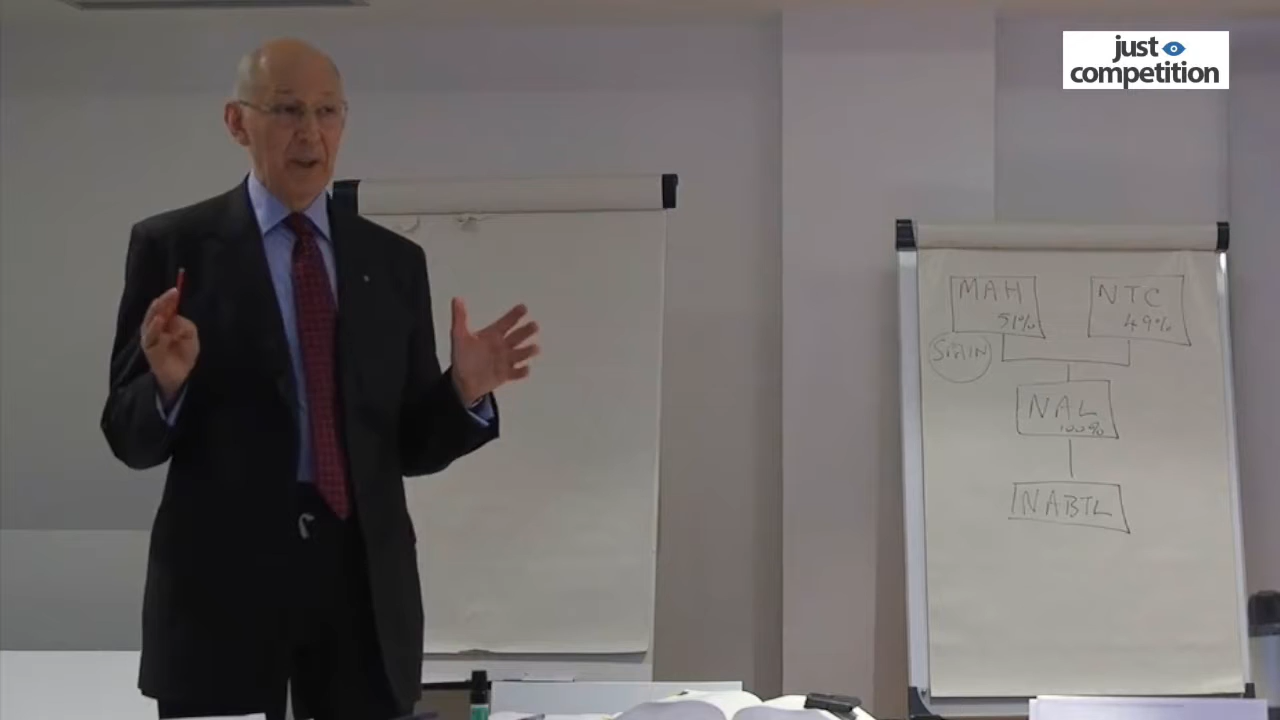 just
competition
MAH
51%
NTC
49%
SPAIN
NAL
100%
NABTL